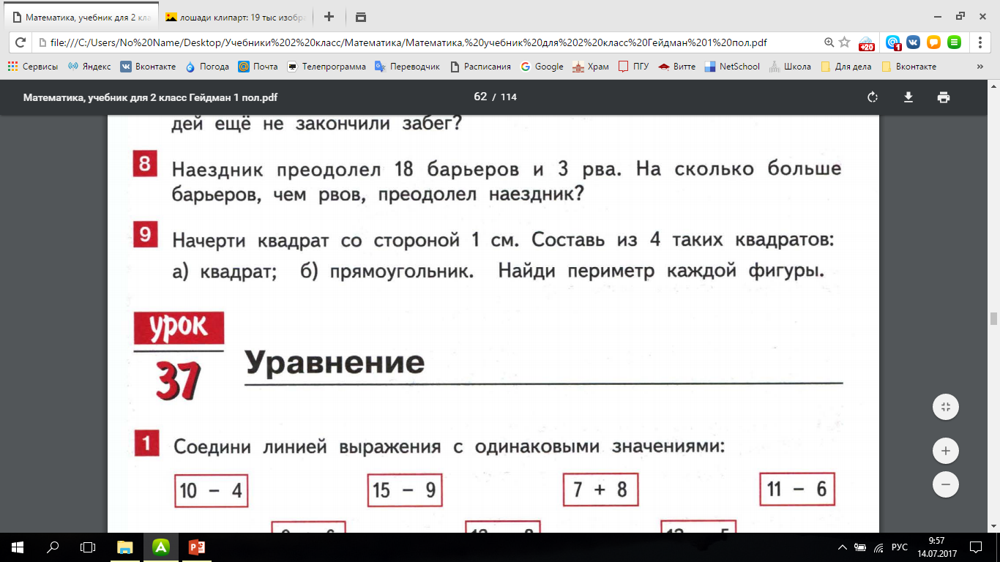 Математика, учебник для 2 кла
лошади клипарт: 19 тыс изобра
file:///C:/Users/No%20Name/Desktop/Учебники%202%20класс/Математика/Математика,%20учебник%20для%202%20класс%20Гейдман%201%20пол.pdf
+20
1
Сервисы Яндекс Вконтакте Погода Почта Телепрограмма Переводчик Расписания Google Храм ПГУ Витте NetSchool Школа Для дела Вконтакте »
Математика, учебник для 2 класс Гейдман 1 пол.pdf 62 / 114
дей ещё не закончили забег?
8 Наездник преодолел 18 барьеров и 3 рва. На сколько больше
барьеров, чем рвов, преодолел наездник?
9 Начерти квадрат со стороной 1 см. Составь из 4 таких квадратов:
а) квадрат; б) прямоугольник. Найди периметр каждой фигуры.
урок
37 Уравнение
1 Соедини линией выражения с одинаковыми значениями:
10 – 4 15 – 9 7 + 8 11 – 6
РУС
9:57
14.07.2017